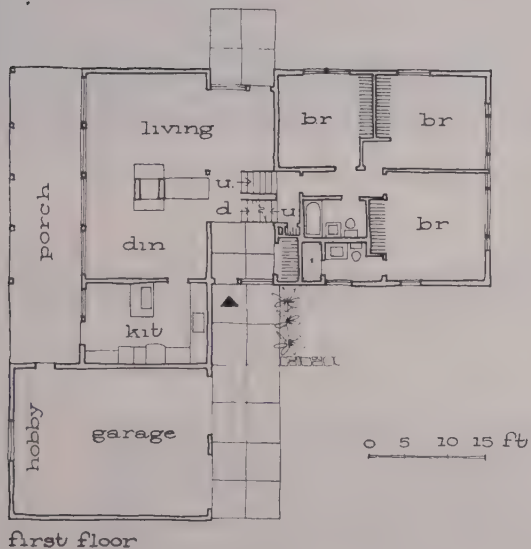 living
br
br
u.
d
u.
br
porch
din
kit
hobby
garage
0 5 10 15 ft
first floor